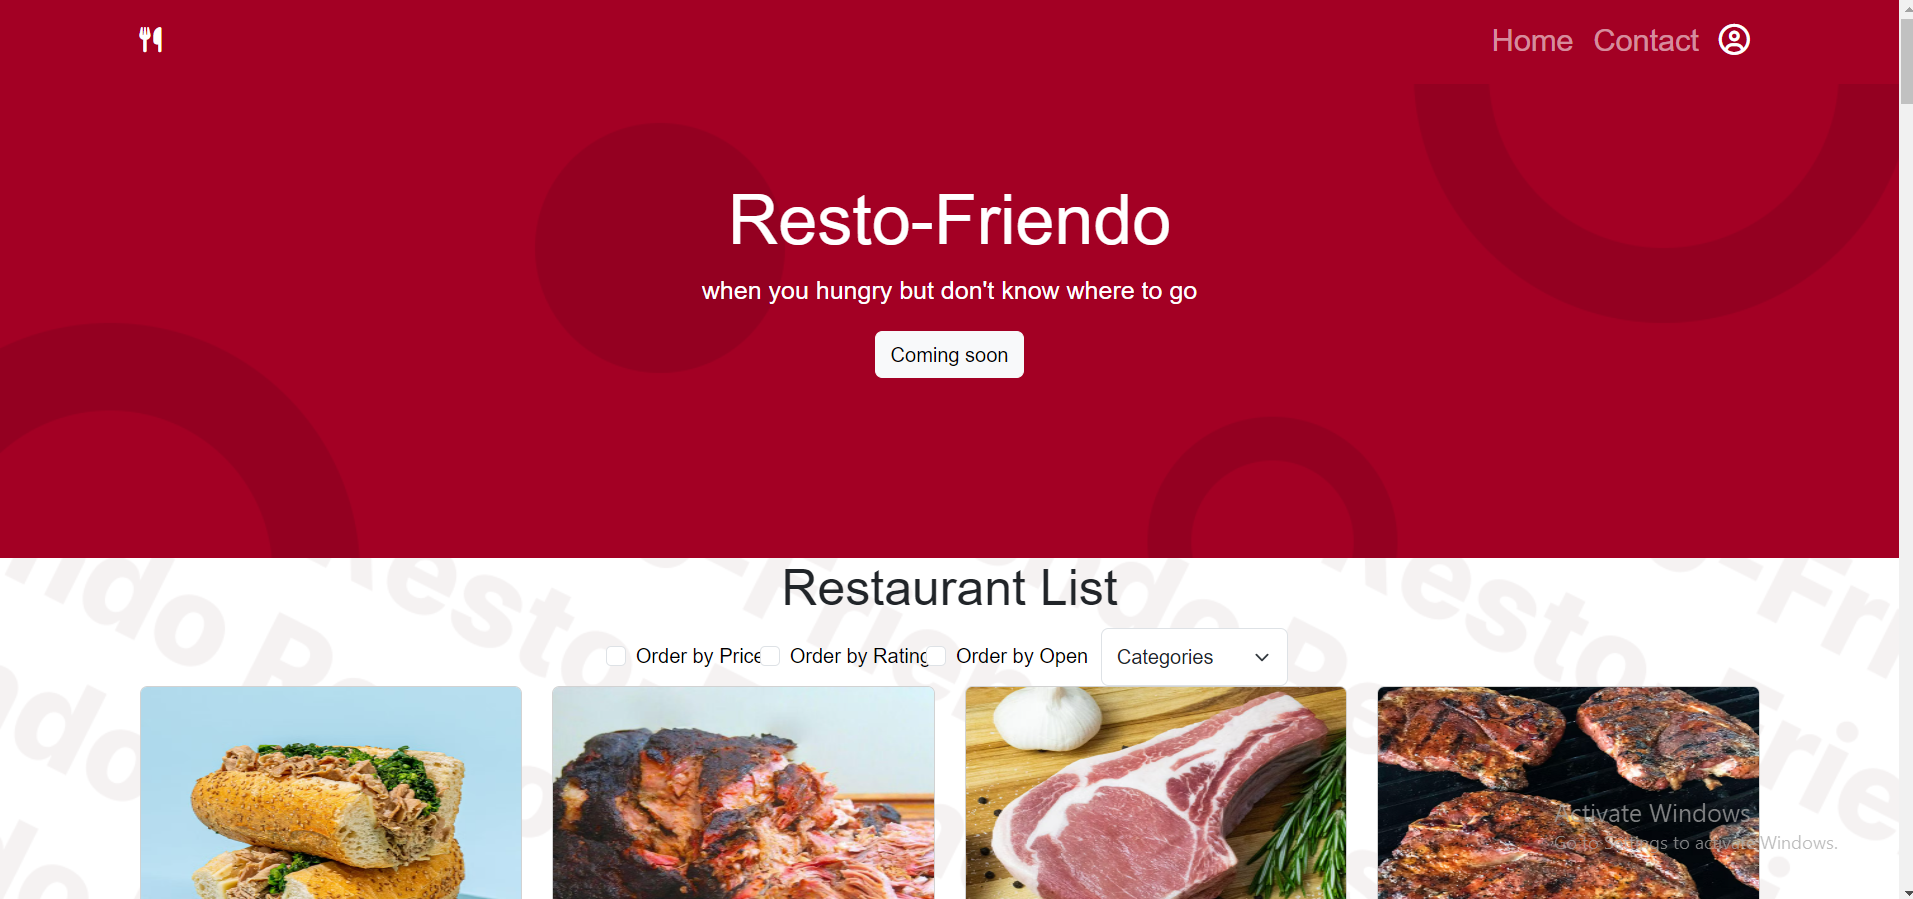 Home Contact
Resto-Friendo
when you hungry but don't know where to go
Coming soon
Restaurant List
Order by Price Order by Rating Order by Open Categories
Activate Windows
Go to Settings to activate Windows.